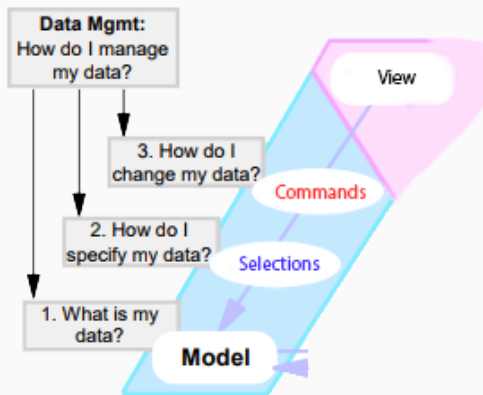 Data Mgmt:
How do I manage
my data?
View
3. How do I
change my data?
Commands
2. How do I
specify my data?
Selections
1. What is my
data?
Model